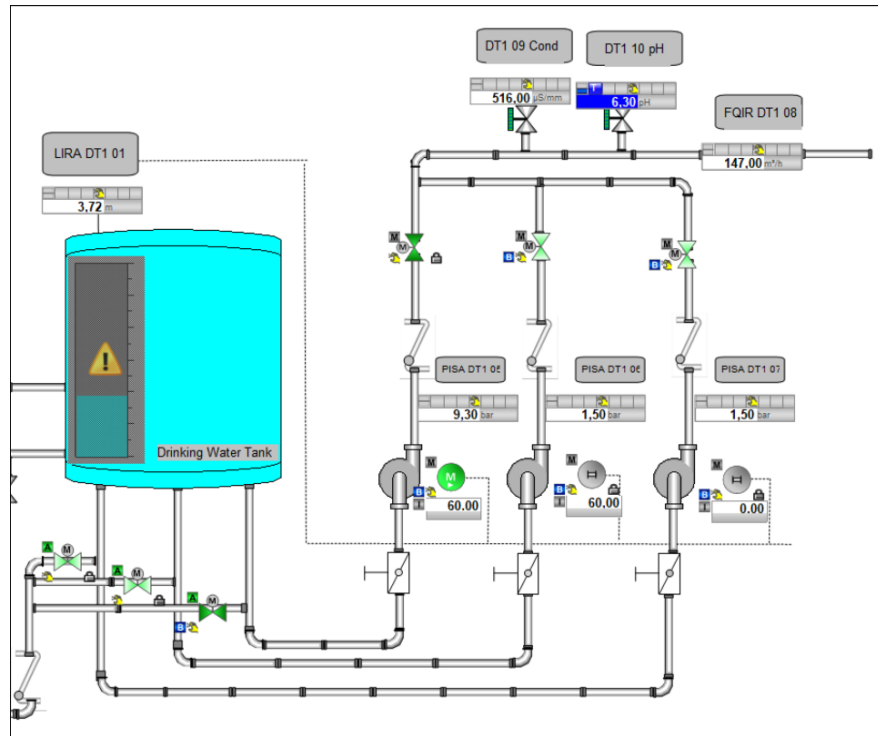 DT1 09 Cond
DT1 10 pH
516,00 µS/mm
T
6,30 pH
FQIR DT1 08
147,00 m³/h
LIRA DT1 01
3,72 m
M
M
M
M
B
M
M
B
M
PISA DT1 05
PISA DT1 06
PISA DT1 07
9,30 bar
1,50 bar
1,50 bar
Drinking Water Tank
M
M
B
60.00
M
B
I
60,00
M
B
I
0.00
A
M
A
M
A
M
B